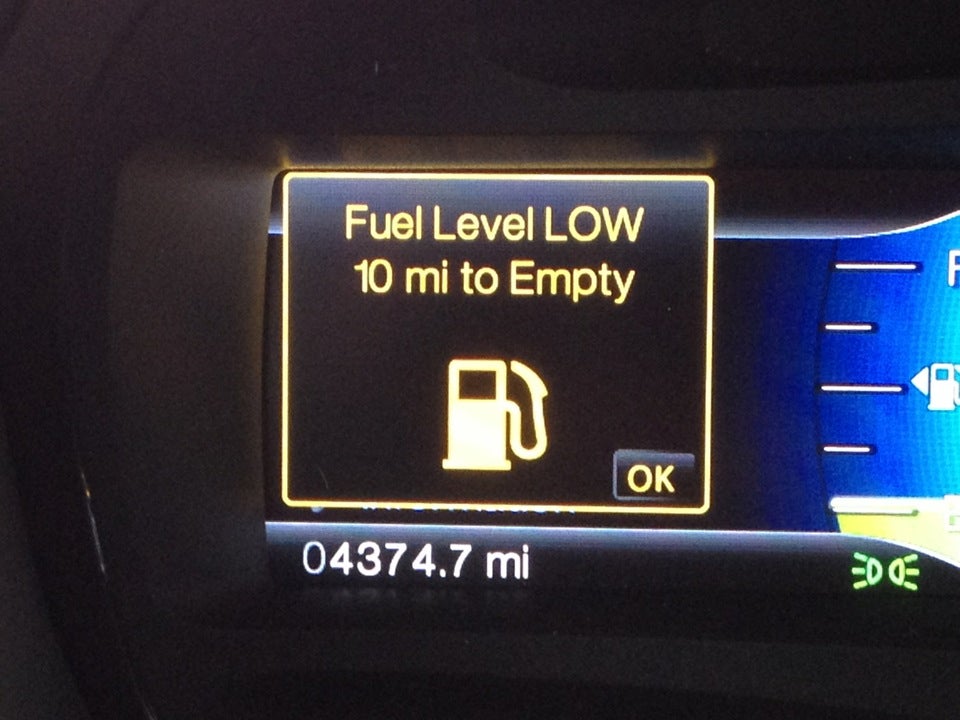 Fuel Level LOW
10 mi to Empty
OK
04374.7 mi